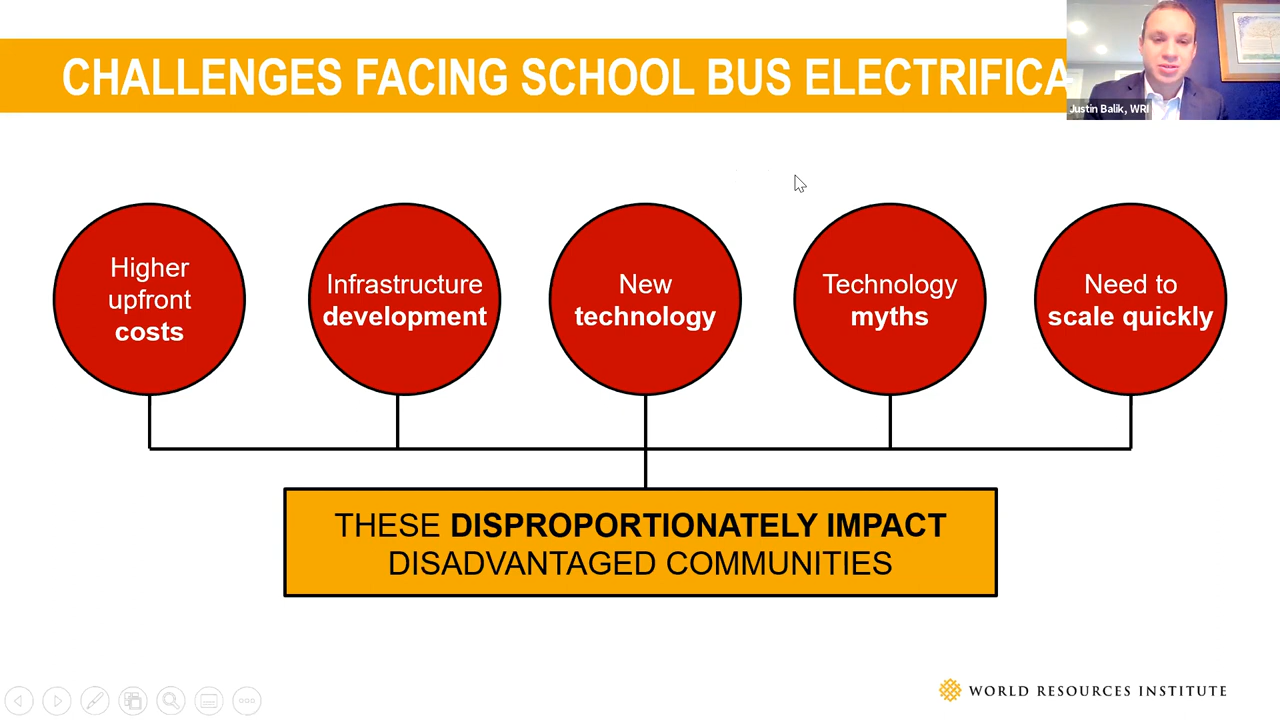 CHALLENGES FACING SCHOOL BUS ELECTRIFICA
Justin Balik, WRI
Higher
upfront
costs
Infrastructure
development
New
technology
Technology
myths
Need to
scale quickly
THESE DISPROPORTIONATELY IMPACT
DISADVANTAGED COMMUNITIES
WORLD RESOURCES INSTITUTE